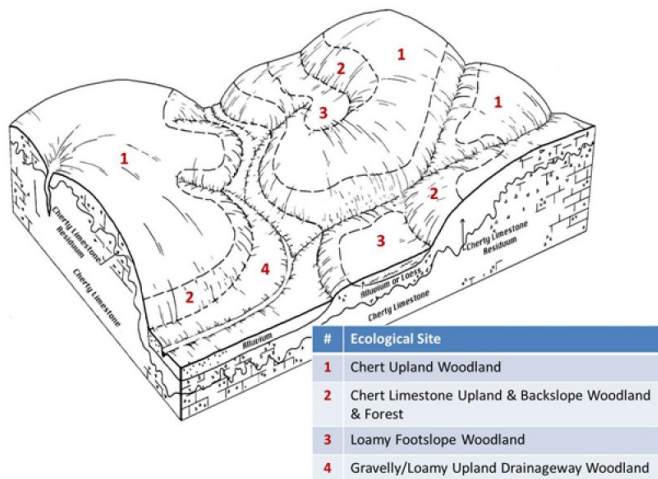 1
2
1
3
1
2
3
4
2
Cherty Limestone
Residuum
Cherty Limestone
Cherty Limestone
Residuum
Alluvium or Loess
Cherty Limestone
Alluvium
# Ecological Site
1 Chert Upland Woodland
2 Chert Limestone Upland & Backslope Woodland
& Forest
3 Loamy Footslope Woodland
4 Gravelly/Loamy Upland Drainageway Woodland